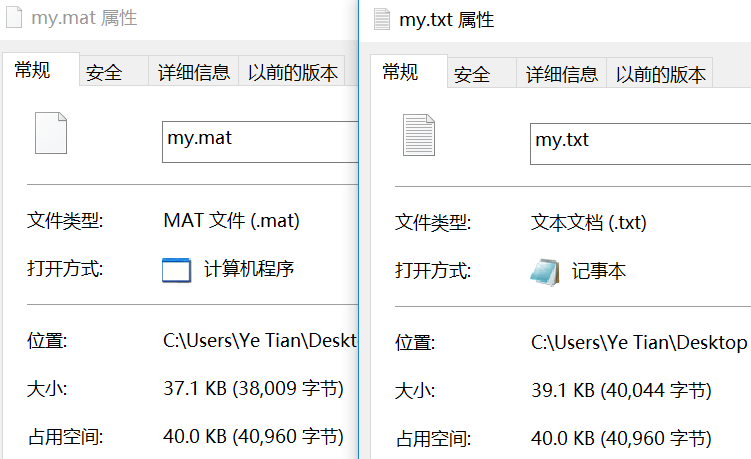 my.mat 属性
常规 安全 详细信息 以前的版本
my.mat
文件类型: MAT 文件 (.mat)
打开方式: 计算机程序
位置: C:\Users\Ye Tian\Deskt
大小: 37.1 KB (38,009 字节)
占用空间: 40.0 KB (40,960 字节)
my.txt 属性
常规 安全 详细信息 以前的版本
my.txt
文件类型: 文本文档 (.txt)
打开方式: 记事本
位置: C:\Users\Ye Tian\Desktop
大小: 39.1 KB (40,044 字节)
占用空间: 40.0 KB (40,960 字节)